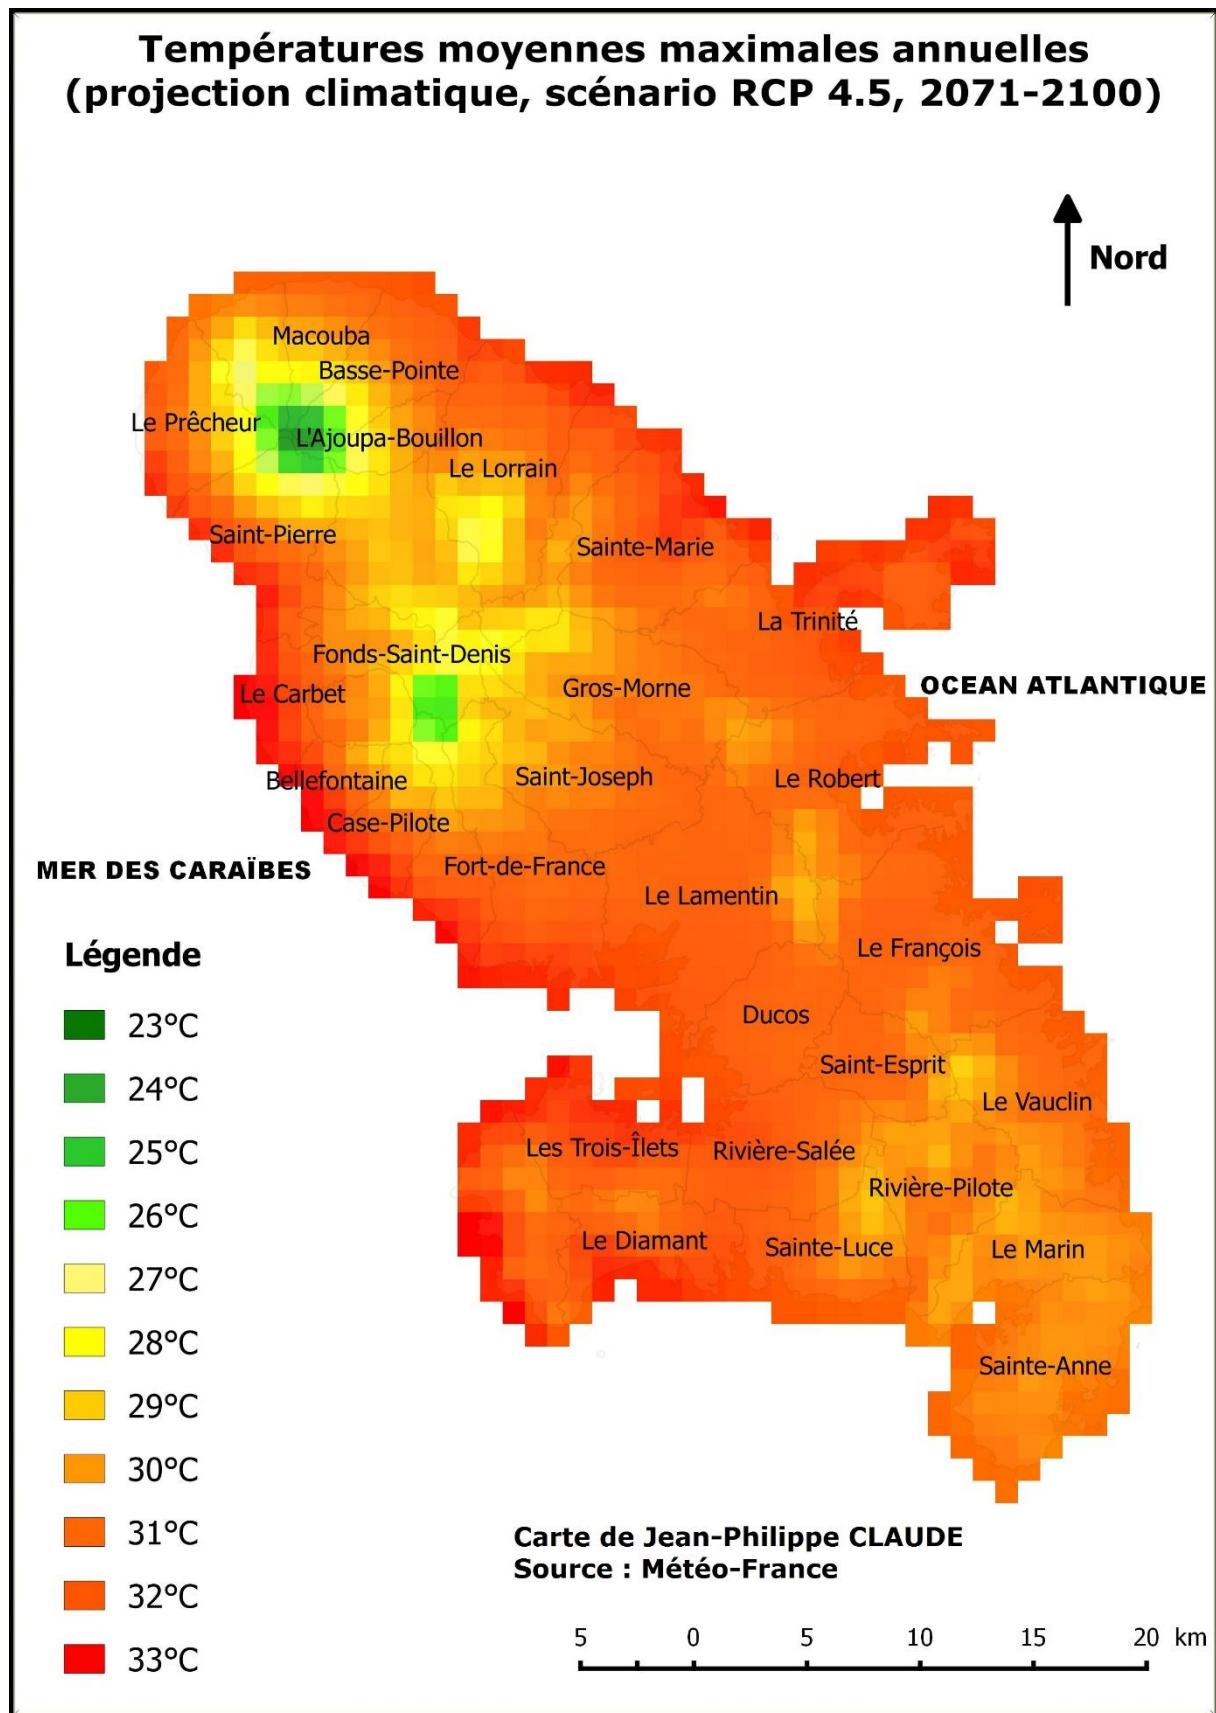 Températures moyennes maximales annuelles
(projection climatique, scénario RCP 4.5, 2071-2100)
Nord
Macouba
Basse-Pointe
Le Prêcheur
L'Ajoupa-Bouillon
Le Lorrain
Saint-Pierre
Sainte-Marie
La Trinité
Fonds-Saint-Denis
OCEAN ATLANTIQUE
Le Carbet
Gros-Morne
Bellefontaine
Saint-Joseph
Le Robert
Case-Pilote
MER DES CARAÏBES
Fort-de-France
Le Lamentin
Le François
Ducos
Saint-Esprit
Le Vauclin
Les Trois-Îlets
Rivière-Salée
Rivière-Pilote
Le Diamant
Sainte-Luce
Le Marin
Sainte-Anne
Légende
23°C
24°C
25°C
26°C
27°C
28°C
29°C
30°C
31°C
32°C
33°C
Carte de Jean-Philippe CLAUDE
Source : Météo-France
5 0 5 10 15 20 km